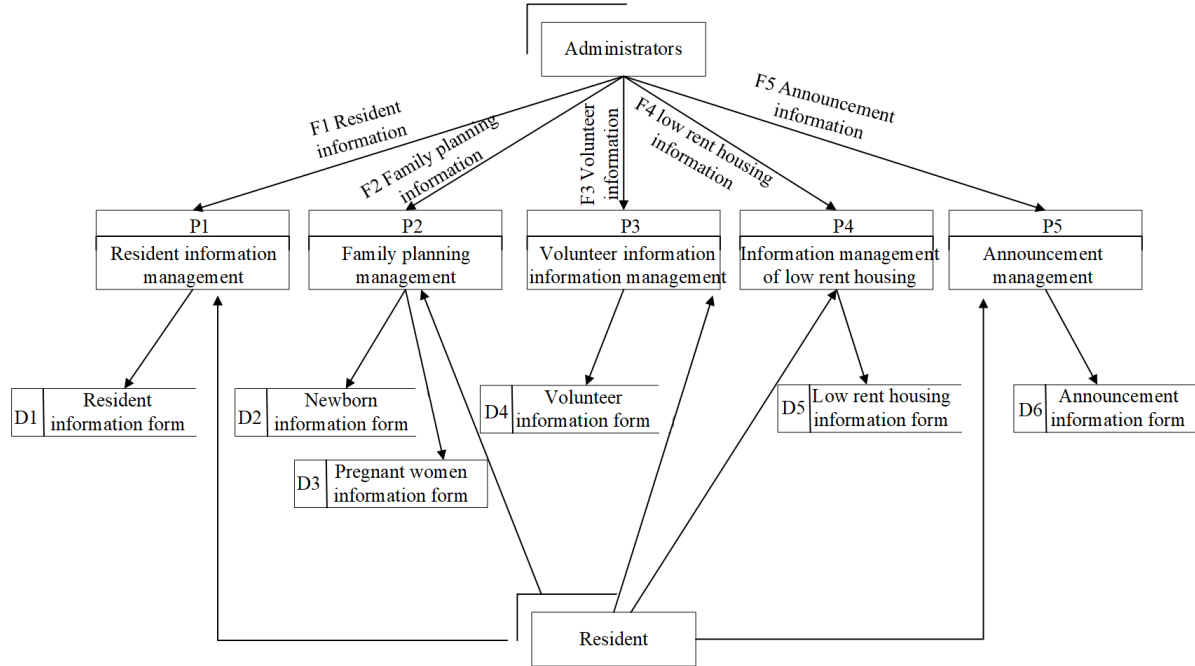 Administrators
F1 Resident
information
F2 Family planning
information
F3 Volunteer
information
F4 low rent housing
information
F5 Announcement
information
P1
Resident information
management
P2
Family planning
management
P3
Volunteer information
information management
P4
Information management
of low rent housing
P5
Announcement
management
D1
Resident
information form
D2
Newborn
information form
D3
Pregnant women
information form
D4
Volunteer
information form
D5
Low rent housing
information form
D6
Announcement
information form
Resident